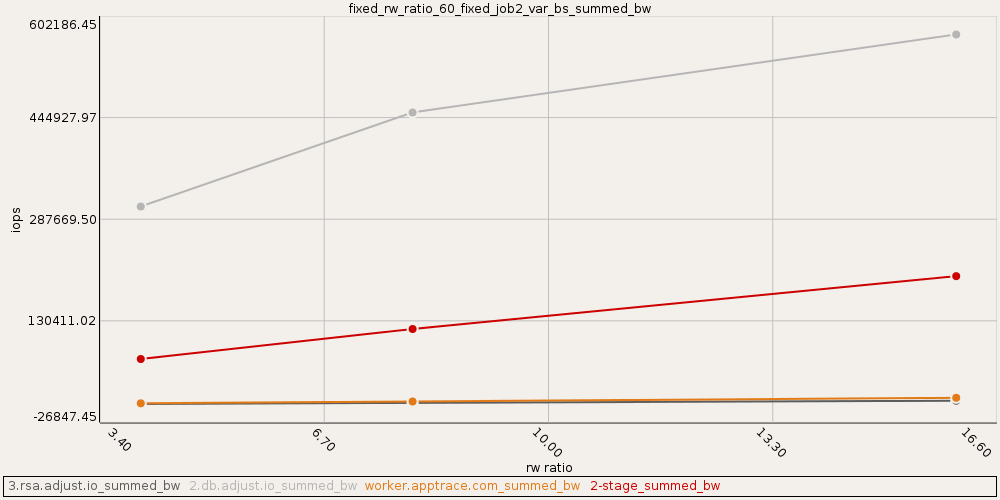 fixed_rw_ratio_60_fixed_job2_var_bs_summed_bw
602186.45
444927.97
287669.50
130411.02
-26847.45
iops
3.40
6.70
10.00
13.30
16.60
rw ratio
3.rsa.adjust.io_summed_bw 2.db.adjust.io_summed_bw worker.apptrace.com_summed_bw 2-stage_summed_bw